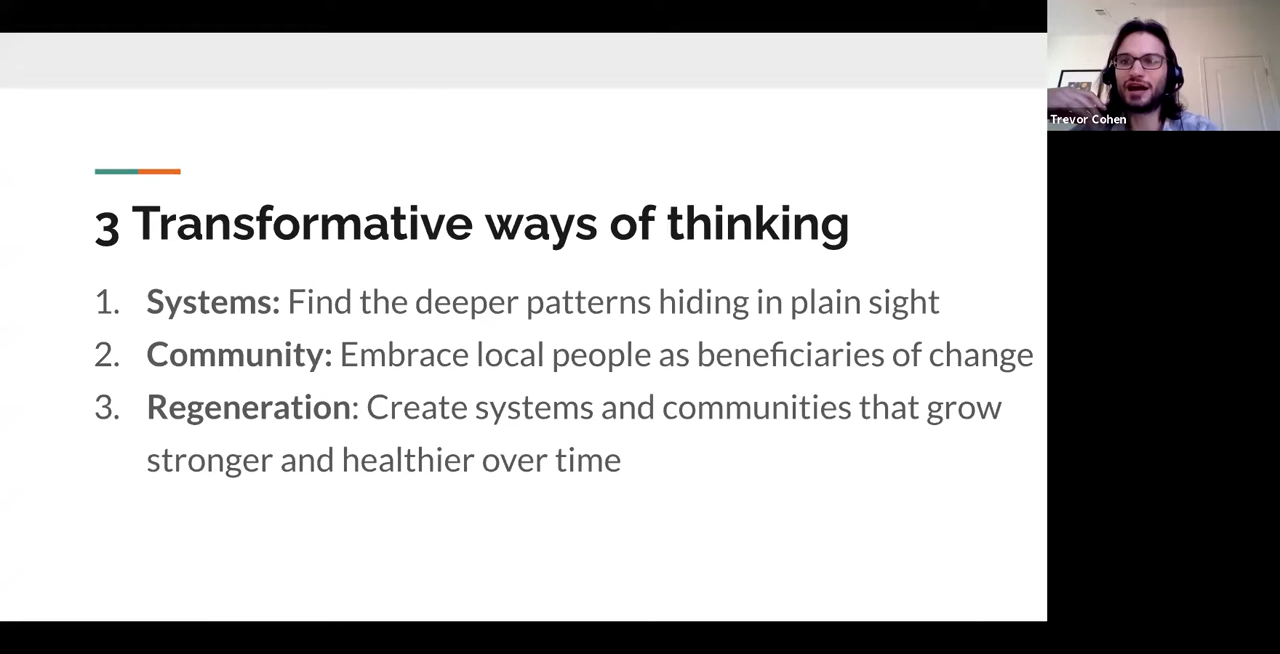 3 Transformative ways of thinking
1. Systems: Find the deeper patterns hiding in plain sight
2. Community: Embrace local people as beneficiaries of change
3. Regeneration: Create systems and communities that grow
stronger and healthier over time
Trevor Cohen